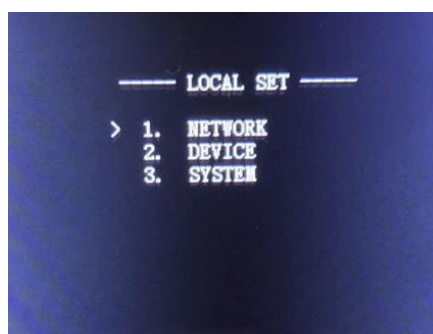 ——— LOCAL SET ———
> 1. NETWORK
2. DEVICE
3. SYSTEM